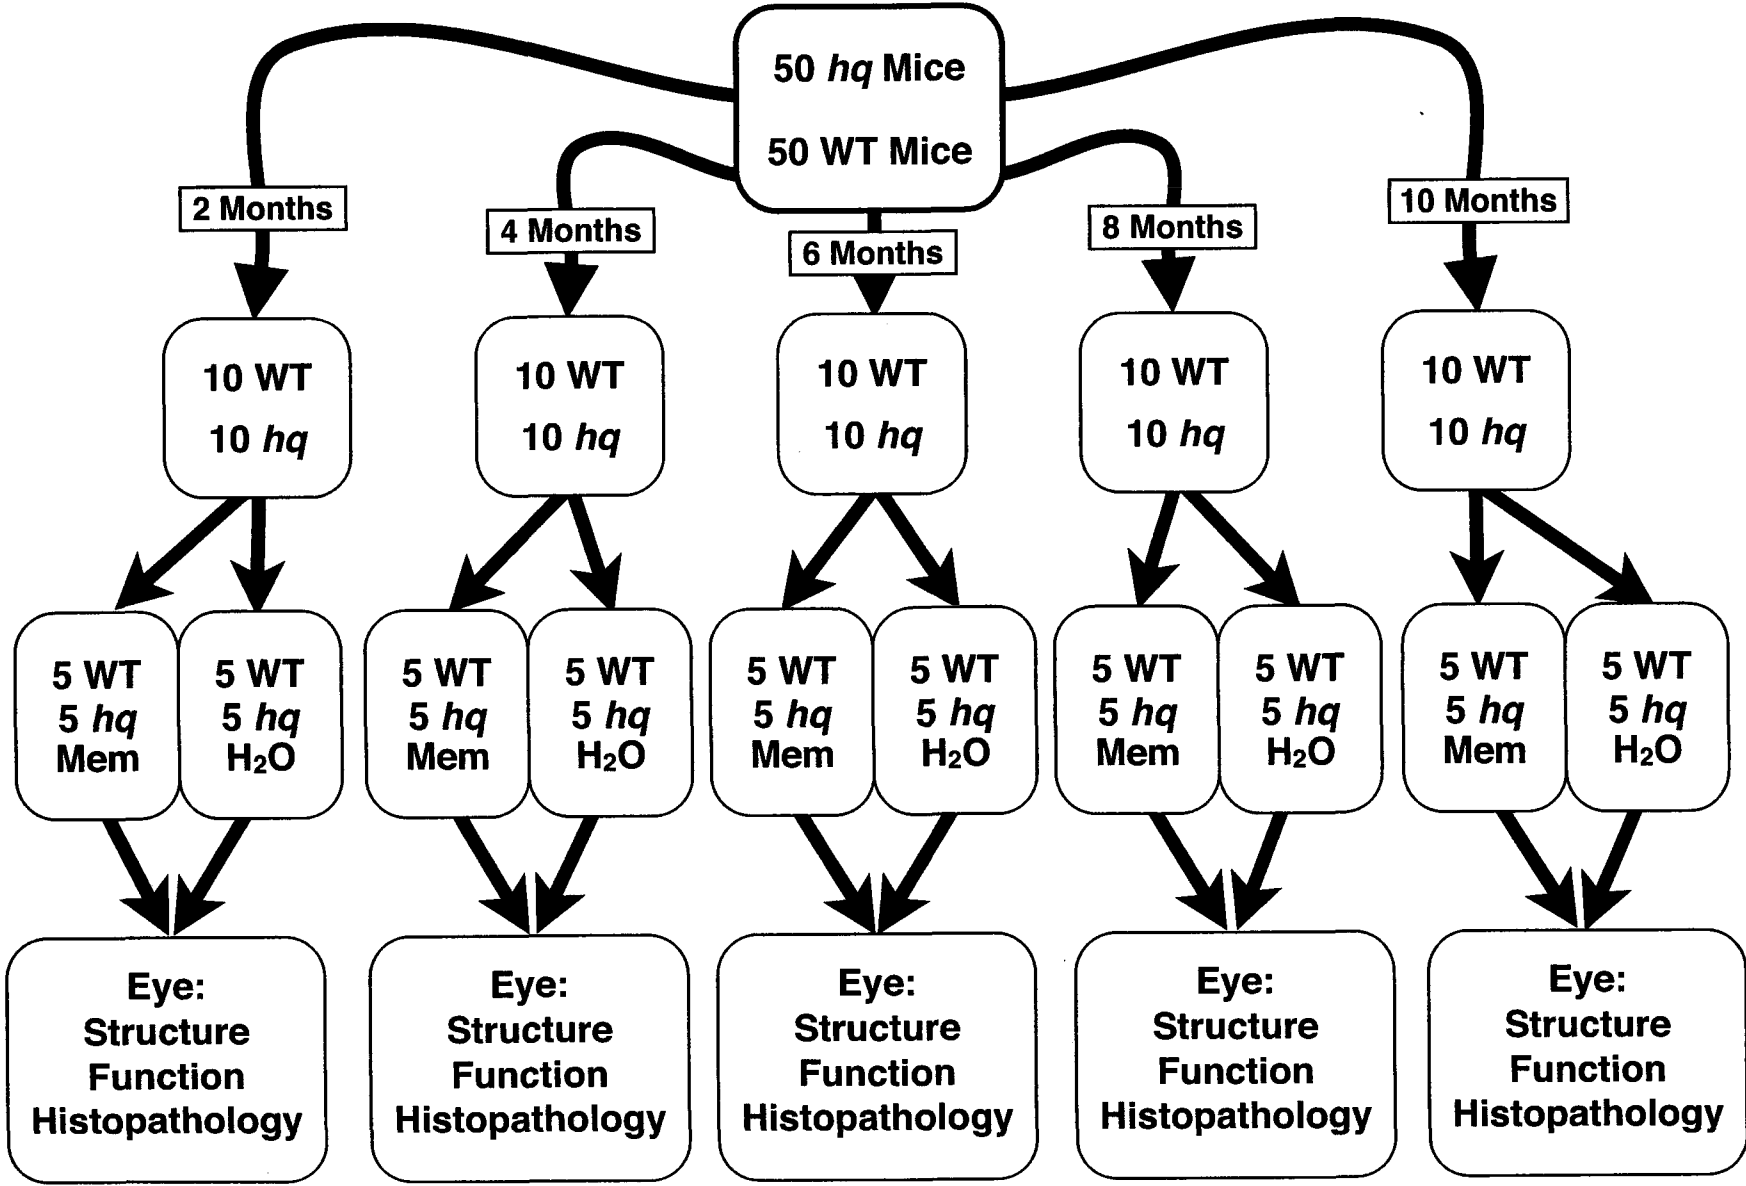 50 hq Mice
50 WT Mice
2 Months
4 Months
6 Months
8 Months
10 Months
10 WT
10 hq
10 WT
10 hq
10 WT
10 hq
10 WT
10 hq
10 WT
10 hq
5 WT
5 hq
Mem
5 WT
5 hq
H₂O
5 WT
5 hq
Mem
5 WT
5 hq
H₂O
5 WT
5 hq
Mem
5 WT
5 hq
H₂O
5 WT
5 hq
Mem
5 WT
5 hq
H₂O
5 WT
5 hq
Mem
5 WT
5 hq
H₂O
Eye:
Structure
Function
Histopathology
Eye:
Structure
Function
Histopathology
Eye:
Structure
Function
Histopathology
Eye:
Structure
Function
Histopathology
Eye:
Structure
Function
Histopathology